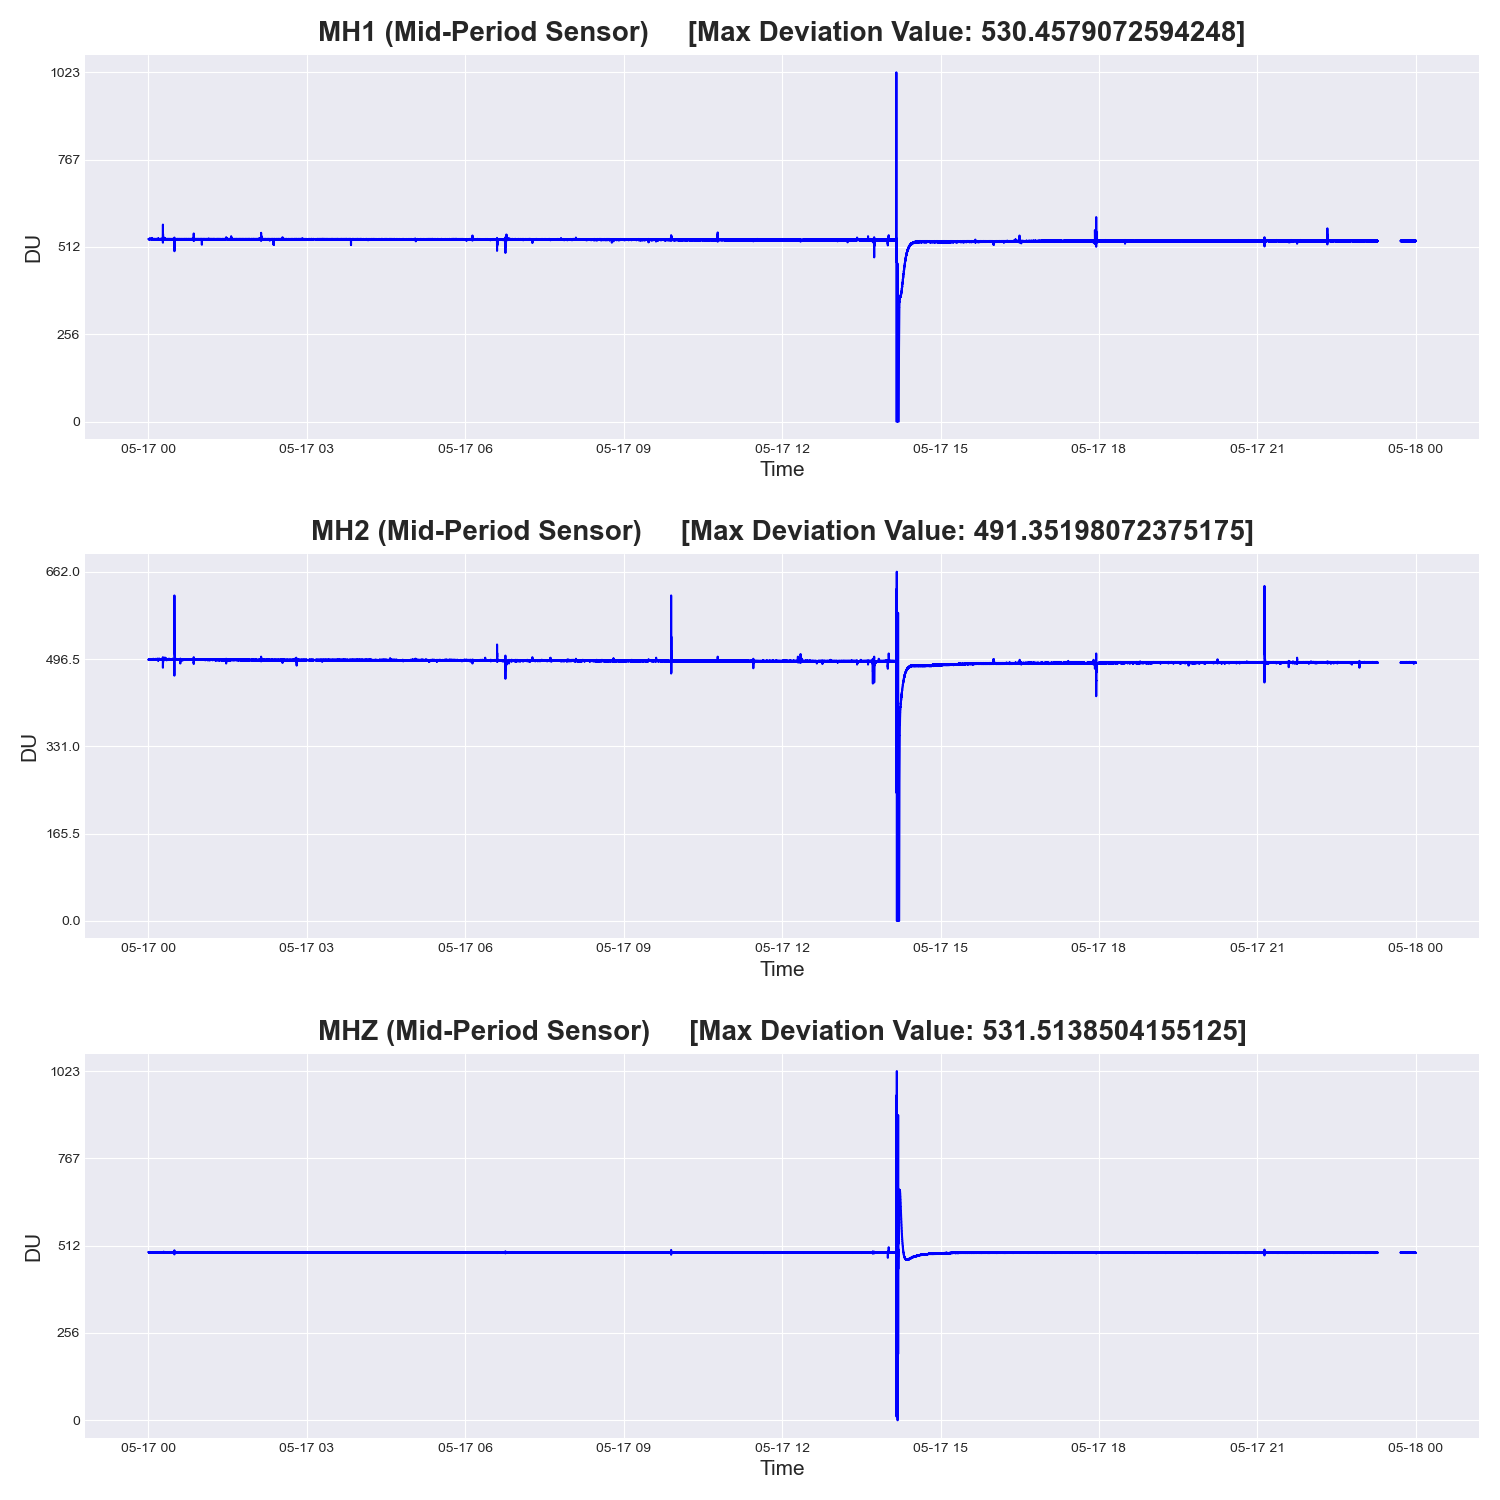 MH1 (Mid-Period Sensor) [Max Deviation Value: 530.4579072594248]
1023
767
512
256
0
DU
05-17 00 05-17 03 05-17 06 05-17 09 05-17 12 05-17 15 05-17 18 05-17 21 05-18 00
Time
MH2 (Mid-Period Sensor) [Max Deviation Value: 491.35198072375175]
662.0
496.5
331.0
165.5
0.0
DU
05-17 00 05-17 03 05-17 06 05-17 09 05-17 12 05-17 15 05-17 18 05-17 21 05-18 00
Time
MHZ (Mid-Period Sensor) [Max Deviation Value: 531.5138504155125]
1023
767
512
256
0
DU
05-17 00 05-17 03 05-17 06 05-17 09 05-17 12 05-17 15 05-17 18 05-17 21 05-18 00
Time